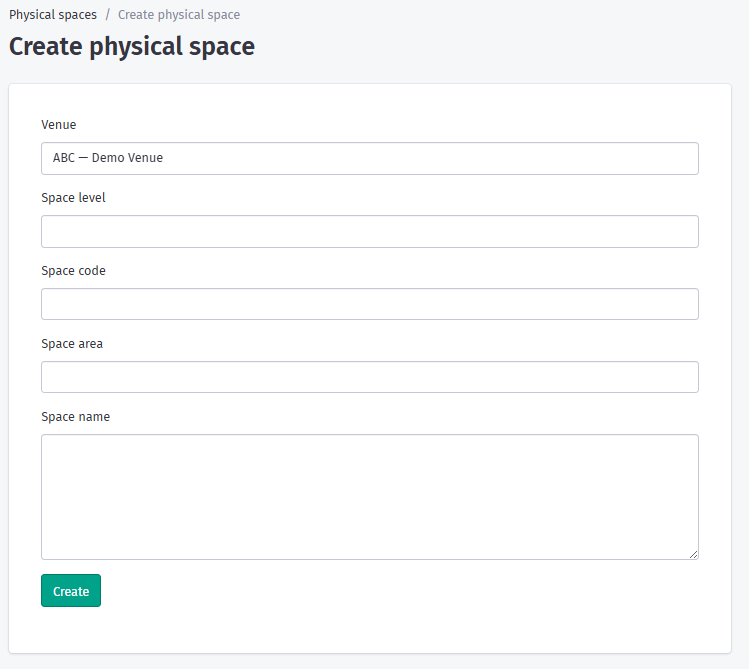 Physical spaces / Create physical space
Create physical space
Venue
ABC — Demo Venue
Space level
Space code
Space area
Space name
Create